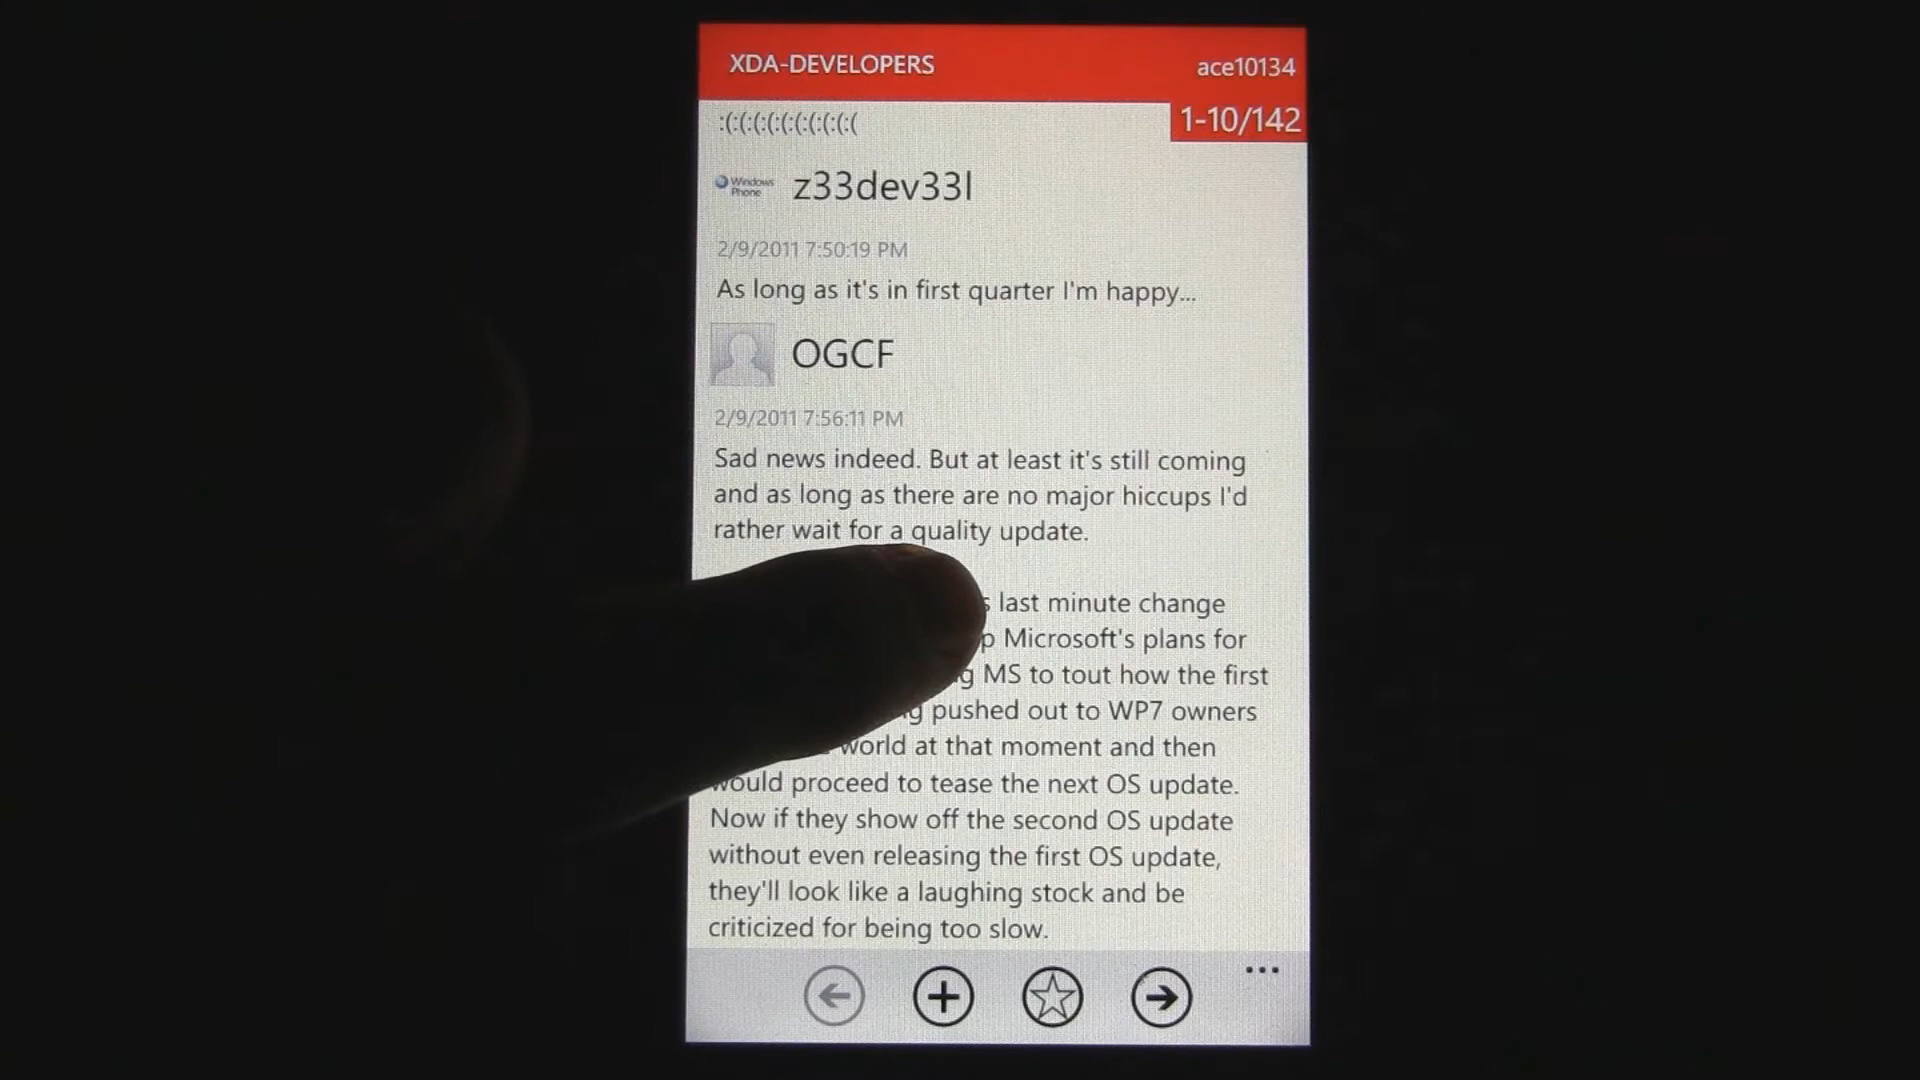 XDA-DEVELOPERS
ace10134
1-10/142
:(:(:(:(:(:(:(:(:(:(
Windows
Phone
z33dev33l
2/9/2011 7:50:19 PM
As long as it's in first quarter I'm happy...
OGCF
2/9/2011 7:56:11 PM
Sad news indeed. But at least it's still coming
and as long as there are no major hiccups I'd
rather wait for a quality update.
last minute change
Microsoft's plans for
MS to tout how the first
pushed out to WP7 owners
world at that moment and then
would proceed to tease the next OS update.
Now if they show off the second OS update
without even releasing the first OS update,
they'll look like a laughing stock and be
criticized for being too slow.